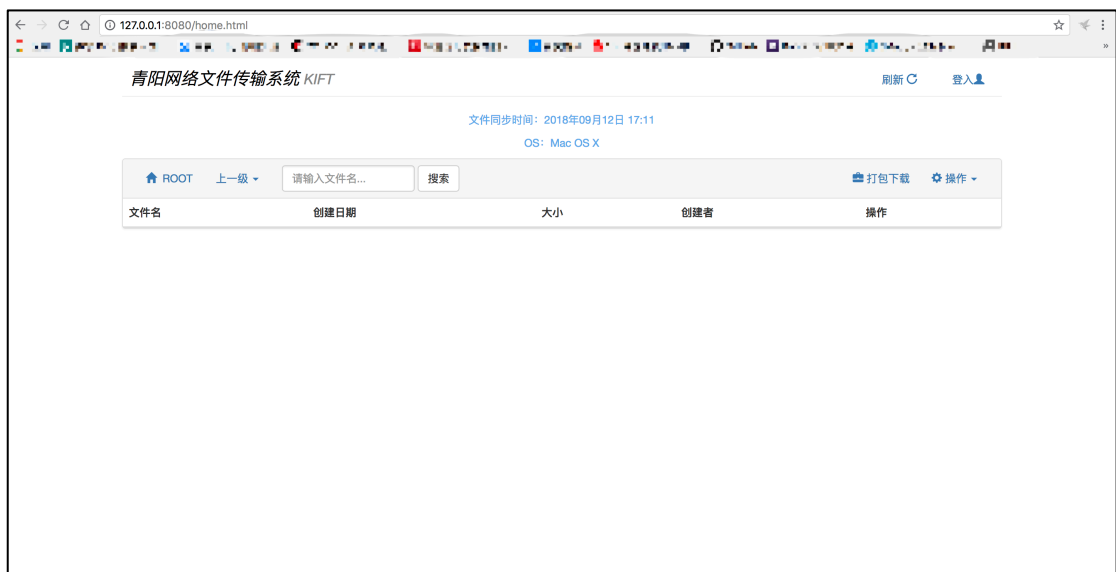 127.0.0.1:8080/home.html
青阳网络文件传输系统 KIFT 刷新 登入
文件同步时间：2018年09月12日 17:11
OS：Mac OS X
ROOT 上一级 请输入文件名... 搜索 打包下载 操作
文件名 创建日期 大小 创建者 操作